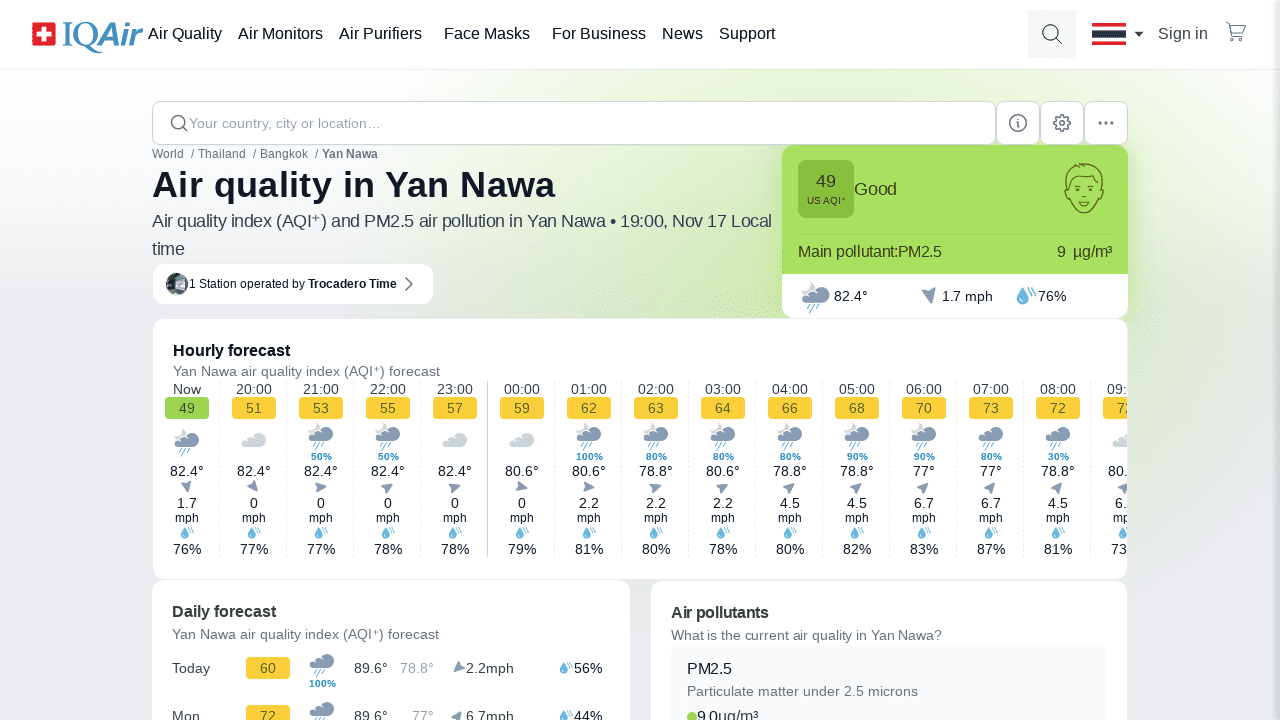 IQAir Air Quality Air Monitors Air Purifiers Face Masks For Business News Support Sign in
Your country, city or location…
World / Thailand / Bangkok / Yan Nawa
Air quality in Yan Nawa
Air quality index (AQI⁺) and PM2.5 air pollution in Yan Nawa • 19:00, Nov 17 Local
time
1 Station operated by Trocadero Time
49
US AQI⁺
Good
Main pollutant:PM2.5 9 µg/m³
82.4° 1.7 mph 76%
Hourly forecast
Yan Nawa air quality index (AQI⁺) forecast
Now 20:00 21:00 22:00 23:00 00:00 01:00 02:00 03:00 04:00 05:00 06:00 07:00 08:00
49 51 53 55 57 59 62 63 64 66 68 70 73 72
50% 50% 100% 80% 80% 80% 90% 90% 80% 30%
82.4° 82.4° 82.4° 82.4° 82.4° 80.6° 80.6° 78.8° 80.6° 78.8° 78.8° 77° 77° 78.8°
1.7 0 0 0 0 0 2.2 2.2 2.2 4.5 4.5 6.7 6.7 4.5
mph mph mph mph mph mph mph mph mph mph mph mph mph mph
76% 77% 77% 78% 78% 79% 81% 80% 78% 80% 82% 83% 87% 81%
Daily forecast
Yan Nawa air quality index (AQI⁺) forecast
Today 60 89.6° 78.8° 2.2mph 56%
100%
Mon 72 89.6° 77° 6.7mph 44%
Air pollutants
What is the current air quality in Yan Nawa?
PM2.5
Particulate matter under 2.5 microns
9.0µg/m³